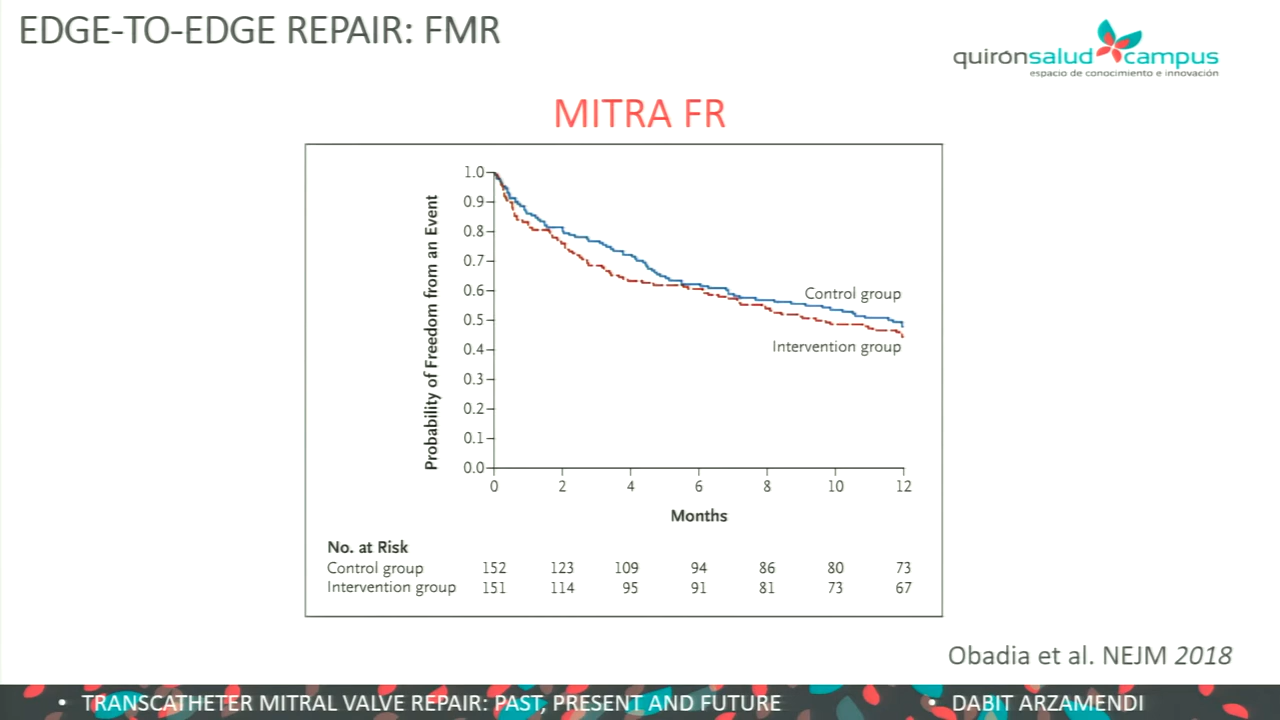 EDGE-TO-EDGE REPAIR: FMR
quirónsalud campus
espacio de conocimiento e innovación
MITRA FR
Probability of Freedom from an Event
1.0
0.9
0.8
0.7
0.6
0.5
0.4
0.3
0.2
0.1
0.0
Control group
Intervention group
0 2 4 6 8 10 12
Months
No. at Risk
Control group 152 123 109 94 86 80 73
Intervention group 151 114 95 91 81 73 67
Obadia et al. NEJM 2018
• TRANSCATHETER MITRAL VALVE REPAIR: PAST, PRESENT AND FUTURE • DABIT ARZAMENDI